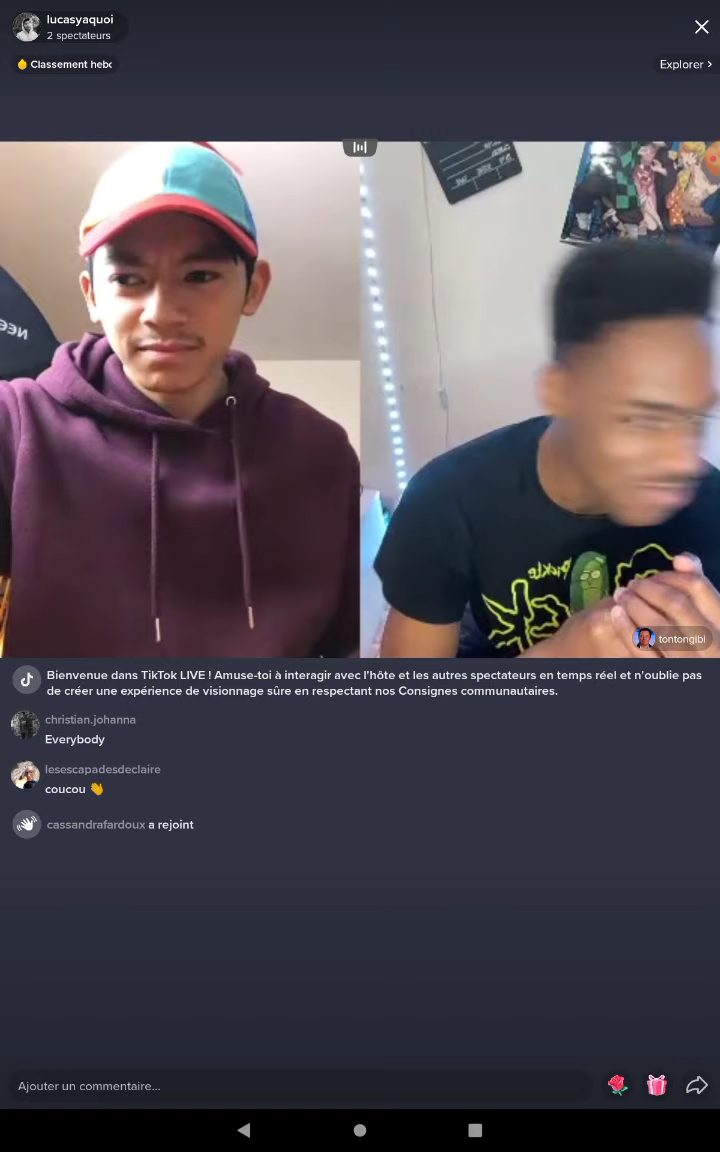 lucasyaquoi
2 spectateurs
Classement heb
Explorer >
Pickle
tontongibi
Bienvenue dans TikTok LIVE ! Amuse-toi à interagir avec l'hôte et les autres spectateurs en temps réel et n'oublie pas
de créer une expérience de visionnage sûre en respectant nos Consignes communautaires.
christian.johanna
Everybody
lesescapadesdeclaire
coucou 👋
cassandrafardoux a rejoint
Ajouter un commentaire...